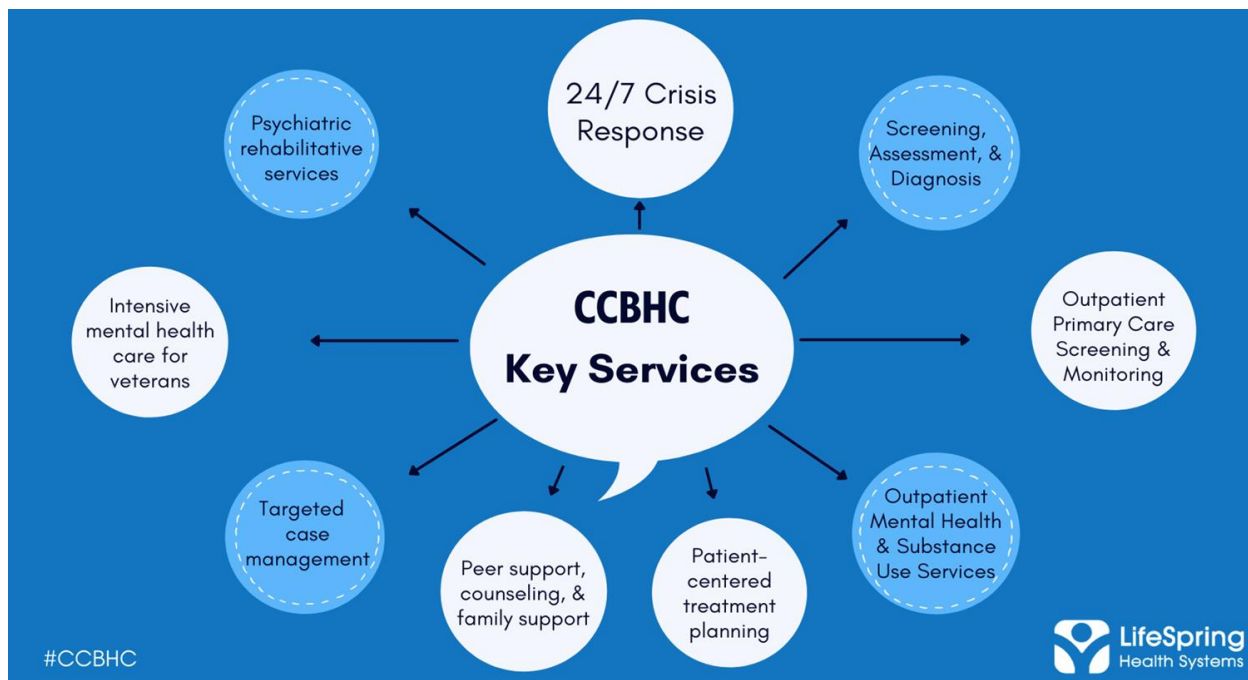 CCBHC
Key Services
24/7 Crisis
Response
Screening,
Assessment, &
Diagnosis
Outpatient
Primary Care
Screening &
Monitoring
Outpatient
Mental Health
& Substance
Use Services
Patient-
centered
treatment
planning
Peer support,
counseling, &
family support
Targeted
case
management
Intensive
mental health
care for
veterans
Psychiatric
rehabilitative
services
#CCBHC
LifeSpring
Health Systems